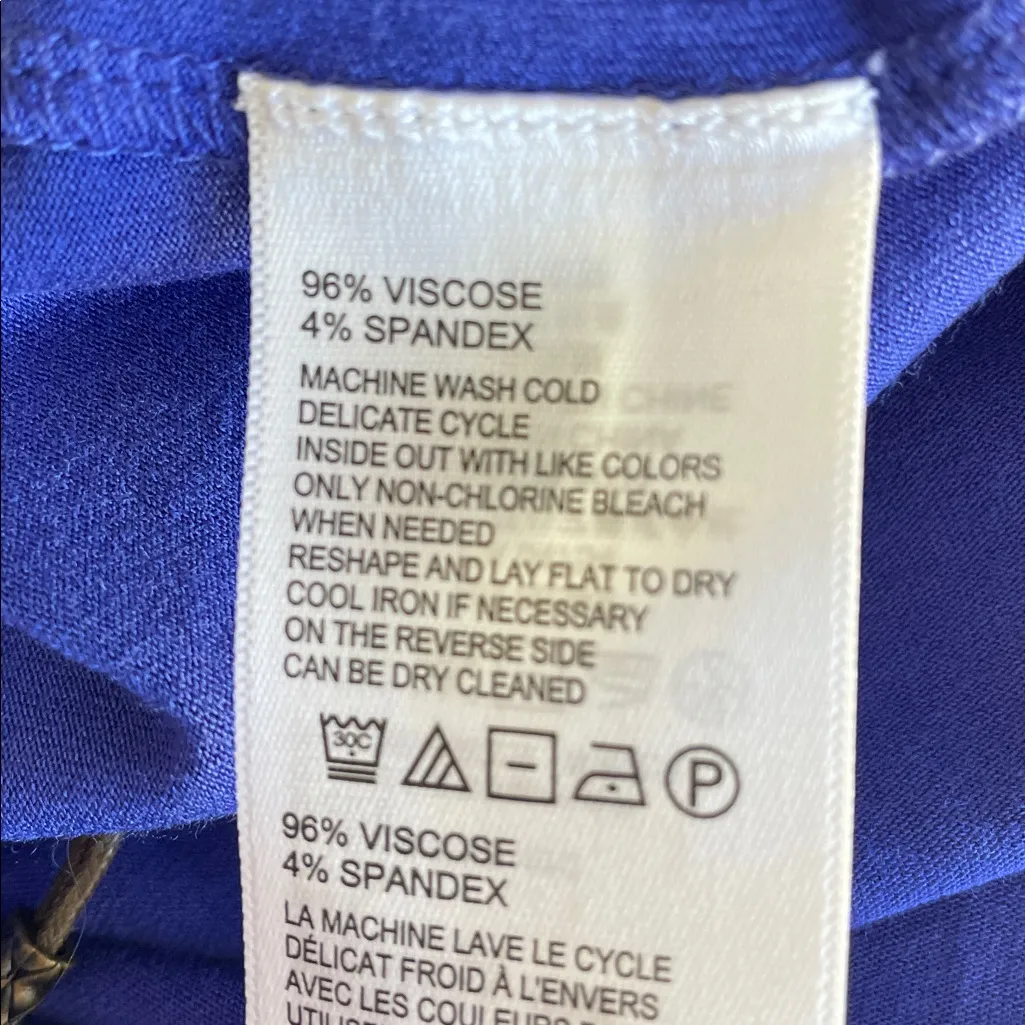 96% VISCOSE
4% SPANDEX
MACHINE WASH COLD
DELICATE CYCLE
INSIDE OUT WITH LIKE COLORS
ONLY NON-CHLORINE BLEACH
WHEN NEEDED
RESHAPE AND LAY FLAT TO DRY
COOL IRON IF NECESSARY
ON THE REVERSE SIDE
CAN BE DRY CLEANED
30C P
96% VISCOSE
4% SPANDEX
LA MACHINE LAVE LE CYCLE
DÉLICAT FROID À L'ENVERS
AVEC LES COULEURS